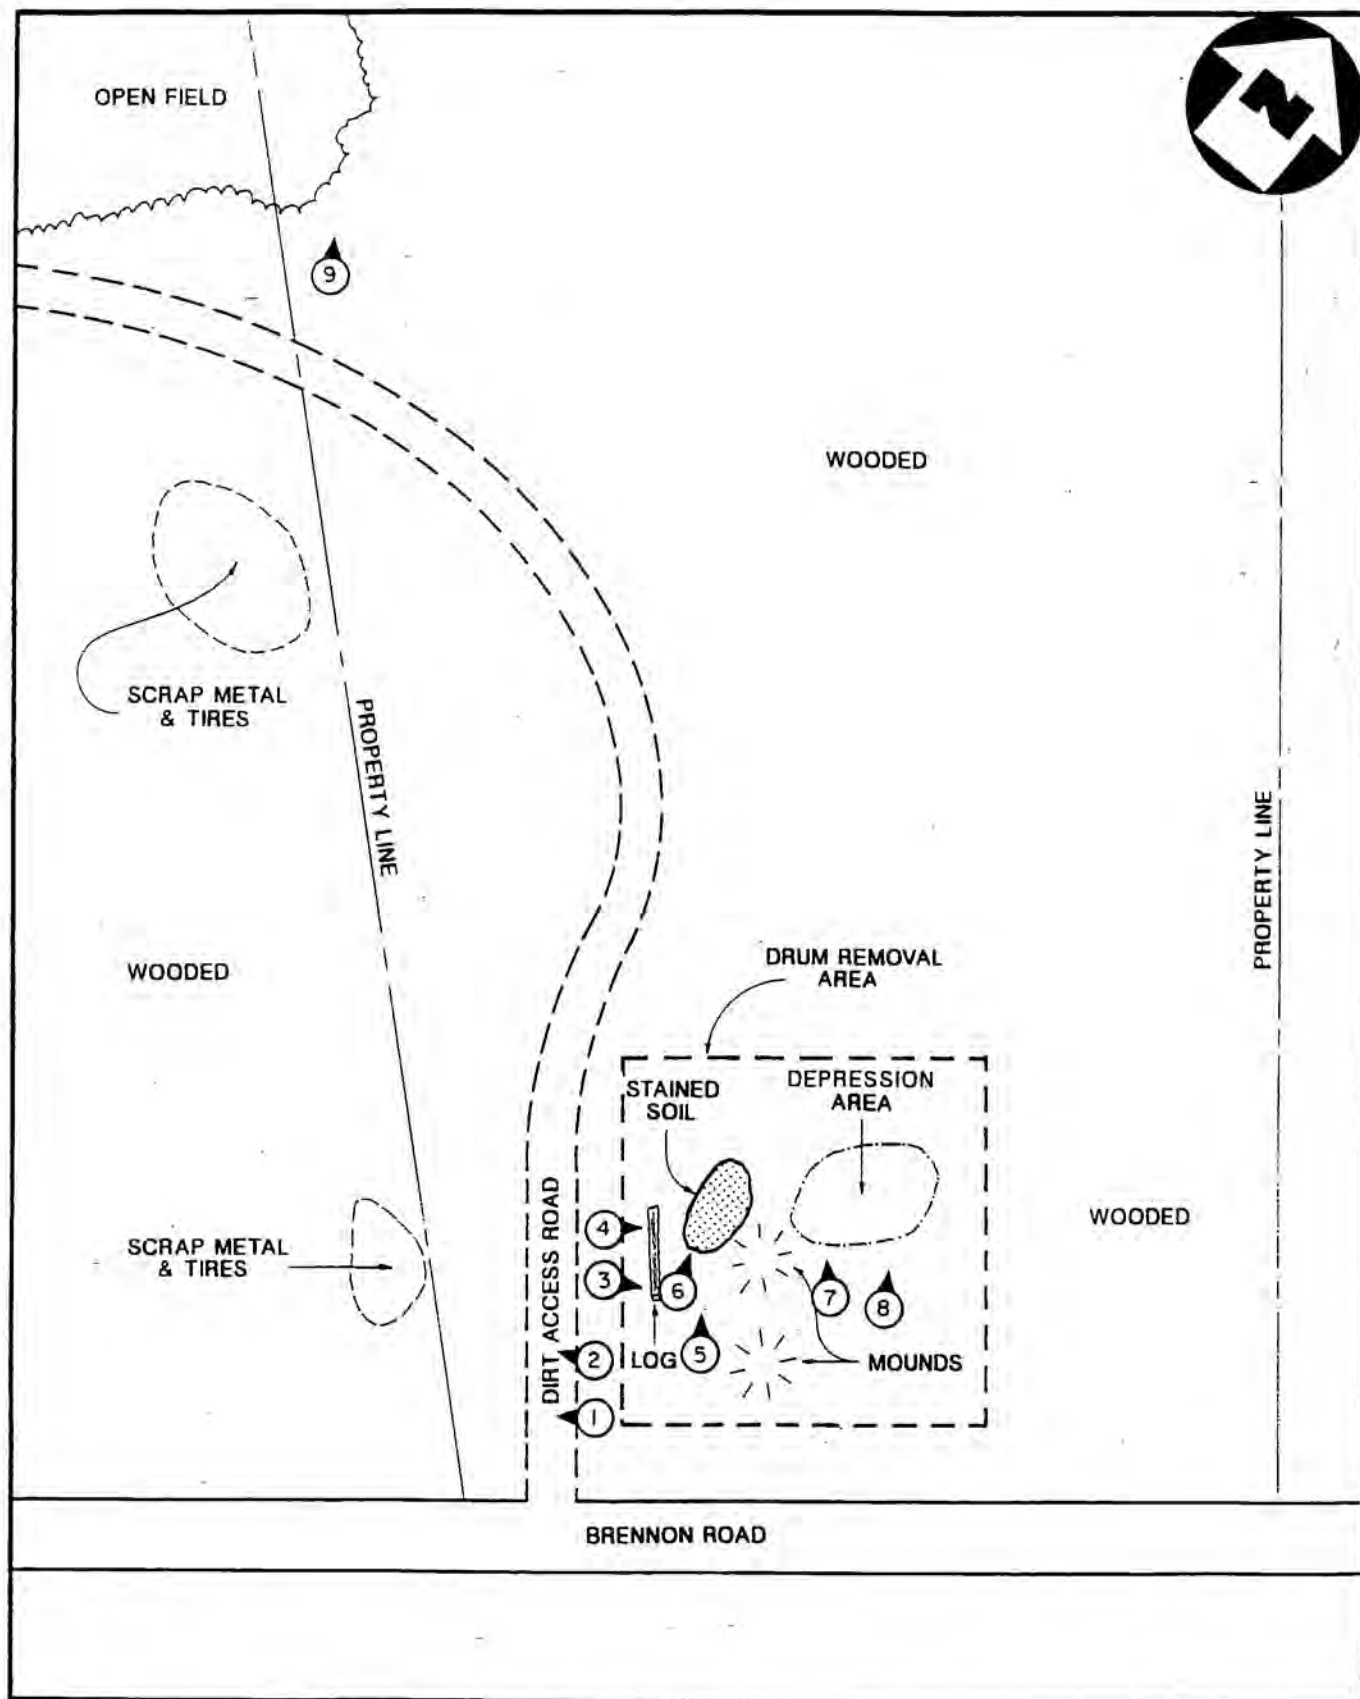 OPEN FIELD
N
9
WOODED
SCRAP METAL
& TIRES
PROPERTY LINE
PROPERTY LINE
WOODED
DRUM REMOVAL
AREA
STAINED
SOIL
DEPRESSION
AREA
WOODED
SCRAP METAL
& TIRES
DIRT ACCESS ROAD
4
3
6
7
8
2
LOG
5
MOUNDS
1
BRENNON ROAD